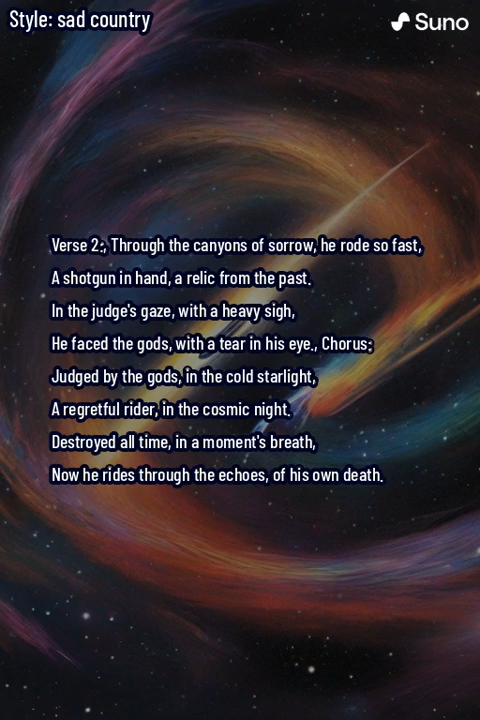 Style: sad country
Suno
Verse 2:, Through the canyons of sorrow, he rode so fast,
A shotgun in hand, a relic from the past.
In the judge's gaze, with a heavy sigh,
He faced the gods, with a tear in his eye., Chorus:
Judged by the gods, in the cold starlight,
A regretful rider, in the cosmic night.
Destroyed all time, in a moment's breath,
Now he rides through the echoes, of his own death.